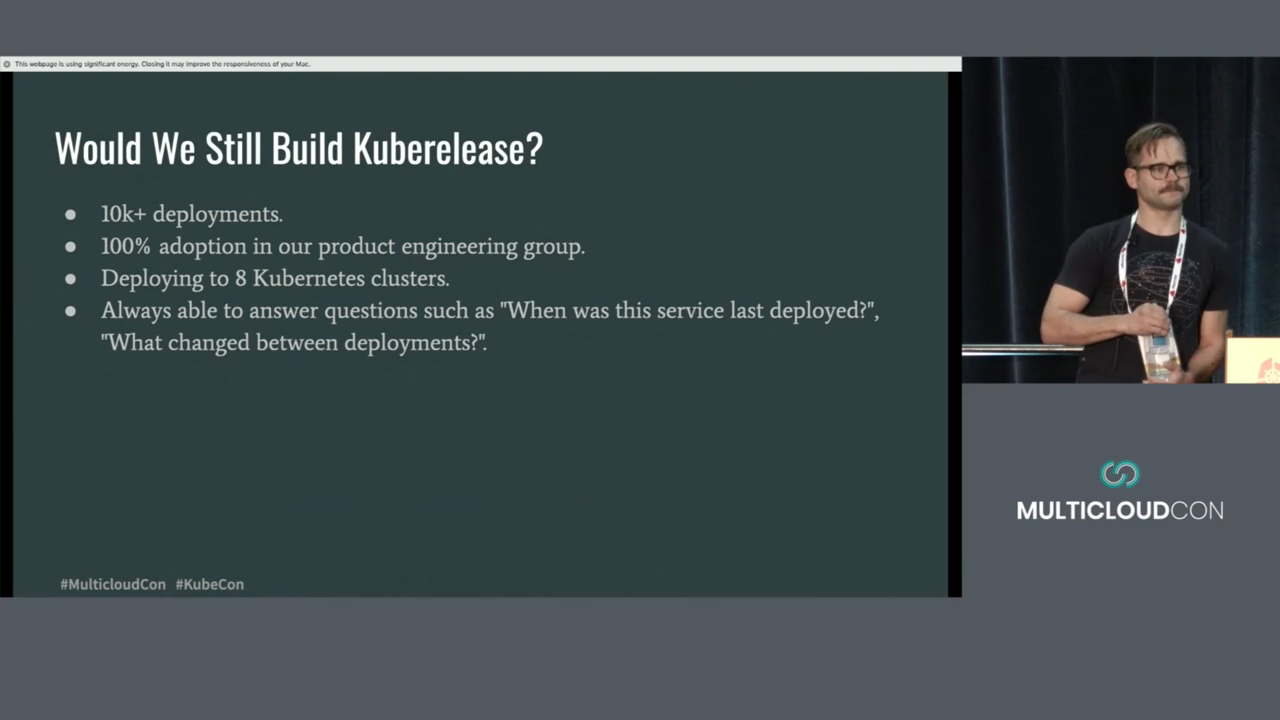 This webpage is using significant energy. Closing it may improve the responsiveness of your Mac.
Would We Still Build Kuberelease?
● 10k+ deployments.
● 100% adoption in our product engineering group.
● Deploying to 8 Kubernetes clusters.
● Always able to answer questions such as "When was this service last deployed?",
"What changed between deployments?".
#MulticloudCon #KubeCon
MULTICLOUDCON